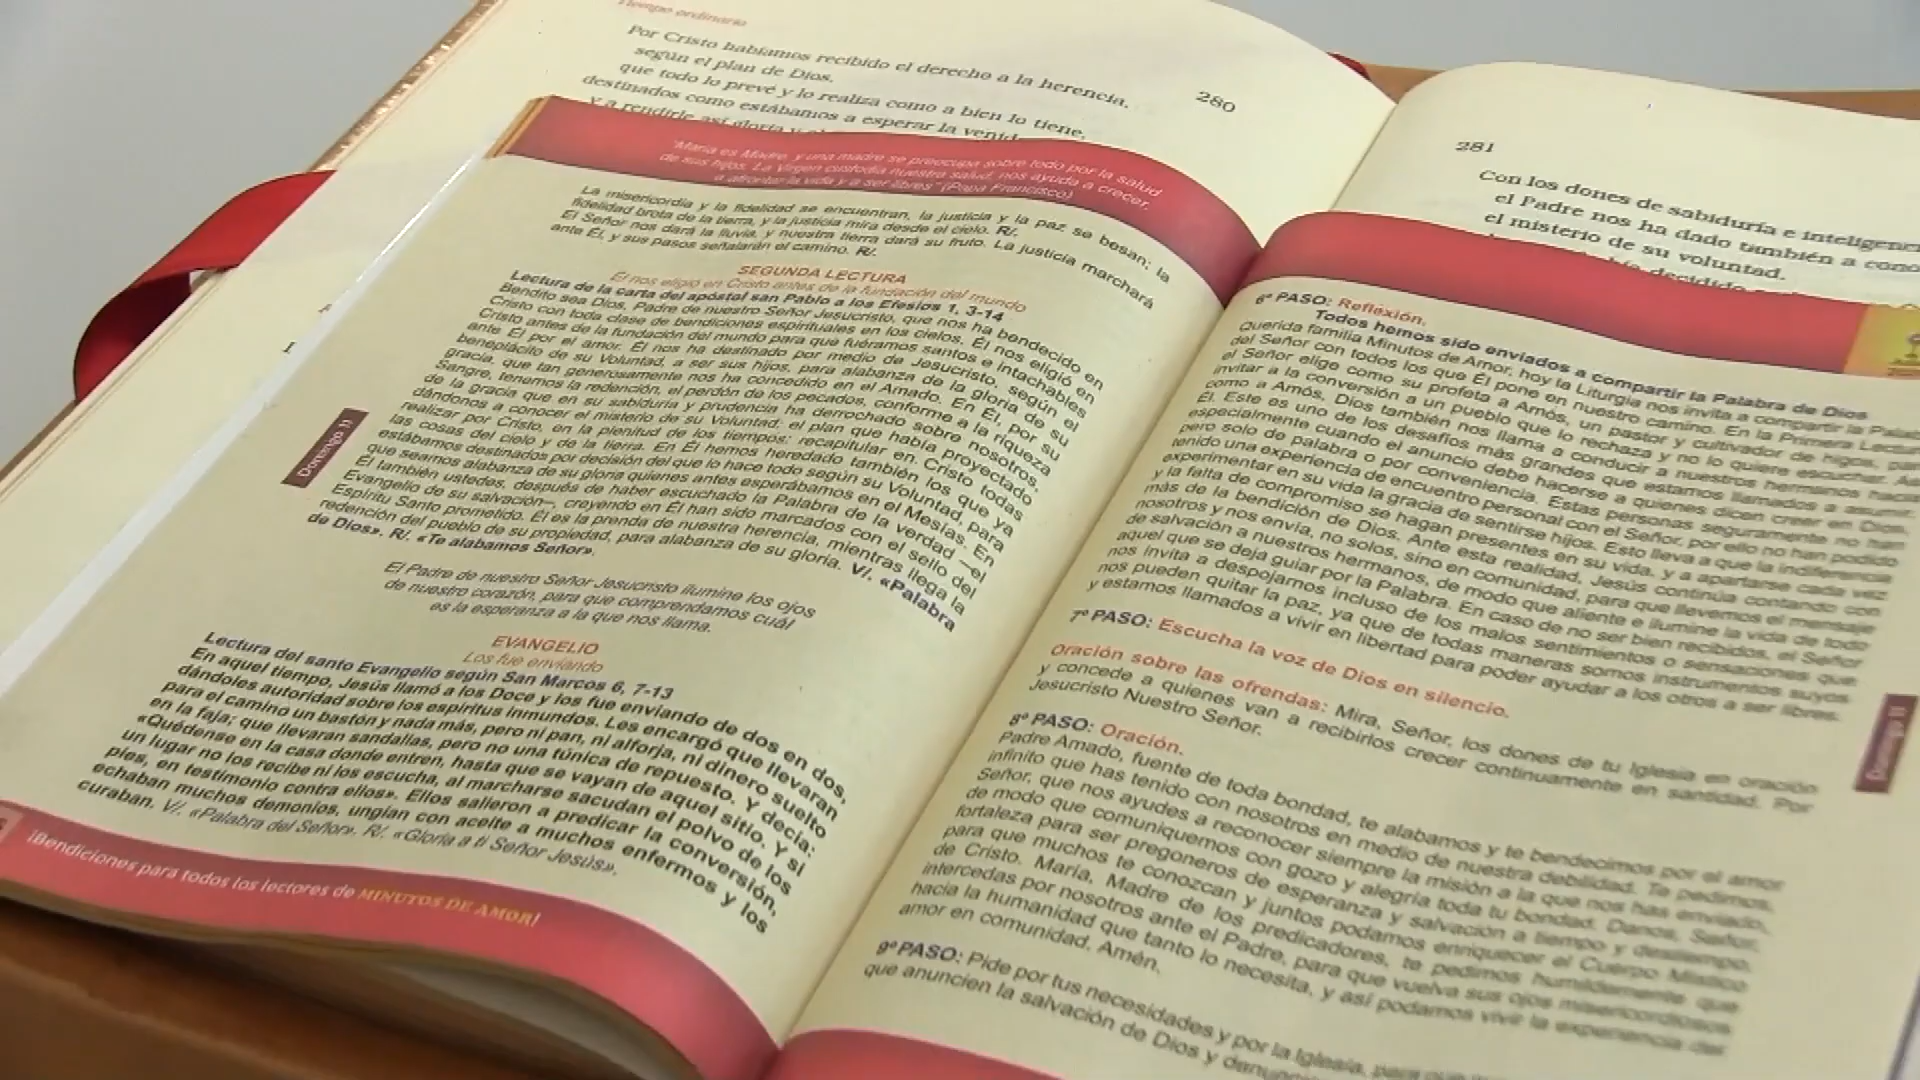 Tiempo ordinario
Por Cristo habíamos recibido el derecho a la herencia,
según el plan de Dios.
que todo lo prevé y lo realiza como a bien lo tiene,
destinados como estábamos a esperar la
y a rendirle así gloria y
280
"María es Madre, y una madre se preocupa sobre todo por la salud
de sus hijos. La Virgen custodia nuestra salud, nos ayuda a crecer,
a afrontar la vida y a ser libres" (Papa Francisco)
La misericordia y la fidelidad se encuentran, la justicia y la paz se besan; la
fidelidad brota de la tierra, y la justicia mira desde el cielo. R/.
El Señor nos dará la lluvia, y nuestra tierra dará su fruto. La justicia marchará
ante Él, y sus pasos señalarán el camino. R/.
SEGUNDA LECTURA
Él nos eligió en Cristo antes de la fundación del mundo
Lectura de la carta del apóstol san Pablo a los Efesios 1, 3-14
Bendito sea Dios, Padre de nuestro Señor Jesucristo, que nos ha bendecido en
Cristo con toda clase de bendiciones espirituales en los cielos. Él nos eligió en
Cristo antes de la fundación del mundo para que fuéramos santos e intachables
ante Él por el amor. Él nos ha destinado por medio de Jesucristo, según el
beneplácito de su Voluntad, a ser sus hijos, para alabanza de la gloria de su
gracia, que tan generosamente nos ha concedido en el Amado. En Él, por su
Sangre, tenemos la redención, el perdón de los pecados, conforme a la riqueza
de la gracia que en su sabiduría y prudencia ha derrochado sobre nosotros,
dándonos a conocer el misterio de su Voluntad: el plan que había proyectado
realizar por Cristo, en la plenitud de los tiempos: recapitular en Cristo todas
las cosas del cielo y de la tierra. En Él hemos heredado también los que ya
estábamos destinados por decisión del que lo hace todo según su Voluntad, para
que seamos alabanza de su gloria quienes antes esperábamos en el Mesías. En
Él también ustedes, después de haber escuchado la Palabra de la verdad —el
Evangelio de su salvación—, creyendo en Él han sido marcados con el sello del
Espíritu Santo prometido. Él es la prenda de nuestra herencia, mientras llega la
redención del pueblo de su propiedad, para alabanza de su gloria. V/. «Palabra
de Dios». R/. «Te alabamos Señor».
Domingo 11
El Padre de nuestro Señor Jesucristo ilumine los ojos
de nuestro corazón, para que comprendamos cuál
es la esperanza a la que nos llama.
EVANGELIO
Los fue enviando
Lectura del santo Evangelio según San Marcos 6, 7-13
En aquel tiempo, Jesús llamó a los Doce y los fue enviando de dos en dos,
dándoles autoridad sobre los espíritus inmundos. Les encargó que llevaran
para el camino un bastón y nada más, pero ni pan, ni alforja, ni dinero suelto
en la faja; que llevaran sandalias, pero no una túnica de repuesto. Y decía:
«Quédense en la casa donde entren, hasta que se vayan de aquel sitio. Y si
un lugar no los recibe ni los escucha, al marcharse sacudan el polvo de los
pies, en testimonio contra ellos». Ellos salieron a predicar la conversión,
echaban muchos demonios, ungían con aceite a muchos enfermos y los
curaban. V/. «Palabra del Señor». R/. «Gloria a ti Señor Jesús».
¡Bendiciones para todos los lectores de MINUTOS DE AMOR!
281
Con los dones de sabiduría e
el Padre nos ha dado también a
el misterio de su voluntad.
había decidido
6º PASO: Reflexión.
Todos hemos sido enviados a compartir la Palabra de Dios
Querida familia Minutos de Amor, hoy la Liturgia nos invita a compartir la
del Señor con todos los que Él pone en nuestro camino. En la Primera
el Señor elige como su profeta a Amós, un pastor y cultivador de higos, para
invitar a la conversión a un pueblo que lo rechaza y no lo quiere escuchar.
como a Amós, Dios también nos llama a conducir a nuestros hermanos hacia
Él. Este es uno de los desafíos más grandes que estamos llamados a asumir,
especialmente cuando el anuncio debe hacerse a quienes dicen creer en Dios,
pero solo de palabra o por conveniencia. Estas personas seguramente no han
tenido una experiencia de encuentro personal con el Señor, por ello no han podido
experimentar en su vida la gracia de sentirse hijos. Esto lleva a que la indiferencia
y la falta de compromiso se hagan presentes en su vida, y a apartarse cada vez
más de la bendición de Dios. Ante esta realidad, Jesús continúa contando con
nosotros y nos envía, no solos, sino en comunidad, para que llevemos el mensaje
de salvación a nuestros hermanos, de modo que aliente e ilumine la vida de todo
aquel que se deja guiar por la Palabra. En caso de no ser bien recibidos, el Señor
nos invita a despojarnos incluso de los malos sentimientos o sensaciones que
nos pueden quitar la paz, ya que de todas maneras somos instrumentos suyos
y estamos llamados a vivir en libertad para poder ayudar a los otros a ser libres.
7º PASO: Escucha la voz de Dios en silencio.
Oración sobre las ofrendas: Mira, Señor, los dones de tu Iglesia en oración
y concede a quienes van a recibirlos crecer continuamente en santidad. Por
Jesucristo Nuestro Señor.
8º PASO: Oración.
Padre Amado, fuente de toda bondad, te alabamos y te bendecimos por el amor
infinito que has tenido con nosotros en medio de nuestra debilidad. Te pedimos,
Señor, que nos ayudes a reconocer siempre la misión a la que nos has enviado,
de modo que comuniquemos con gozo y alegría toda tu bondad. Danos, Señor,
fortaleza para ser pregoneros de esperanza y salvación a tiempo y destiempo,
para que muchos te conozcan y juntos podamos enriquecer el Cuerpo Místico
de Cristo. María, Madre de los predicadores, te pedimos humildemente que
intercedas por nosotros ante el Padre, para que vuelva sus ojos misericordiosos
hacia la humanidad que tanto lo necesita, y así podamos vivir la experiencia del
amor en comunidad. Amén.
9º PASO: Pide por tus necesidades y por la Iglesia, para que
que anuncien la salvación de Dios y
Domingo 11